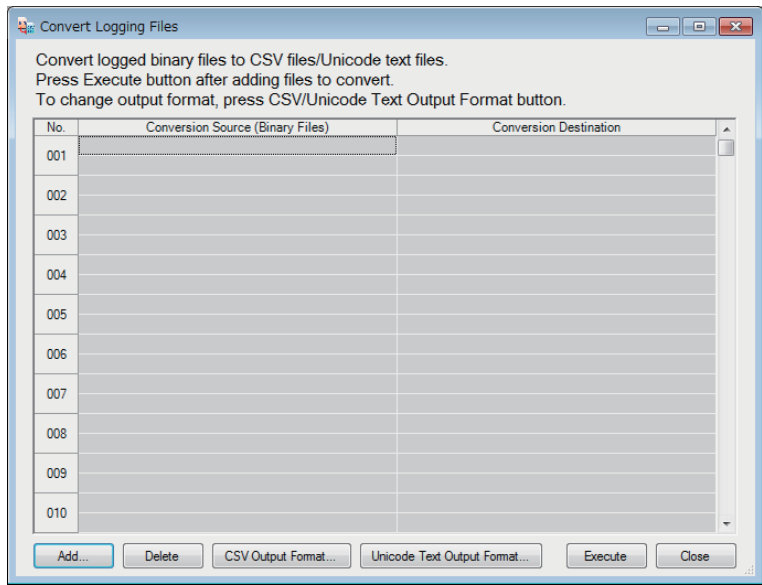 Convert Logging Files
Convert logged binary files to CSV files/Unicode text files.
Press Execute button after adding files to convert.
To change output format, press CSV/Unicode Text Output Format button.
No. Conversion Source (Binary Files) Conversion Destination
001
002
003
004
005
006
007
008
009
010
Add... Delete CSV Output Format... Unicode Text Output Format... Execute Close